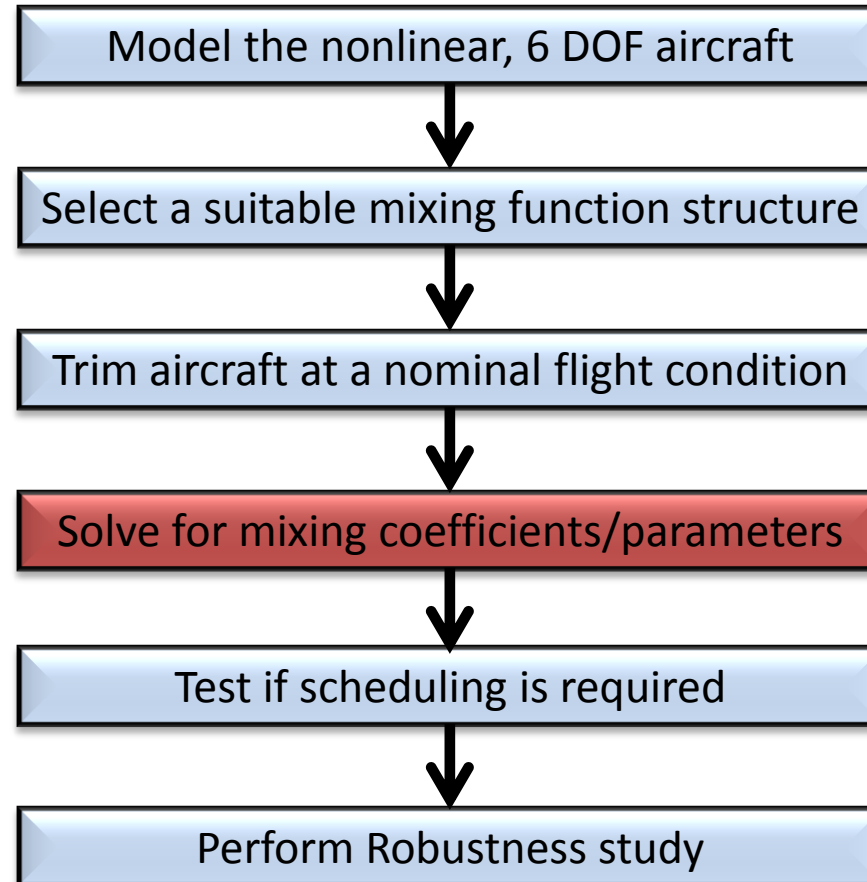 Model the nonlinear, 6 DOF aircraft
Select a suitable mixing function structure
Trim aircraft at a nominal flight condition
Solve for mixing coefficients/parameters
Test if scheduling is required
Perform Robustness study